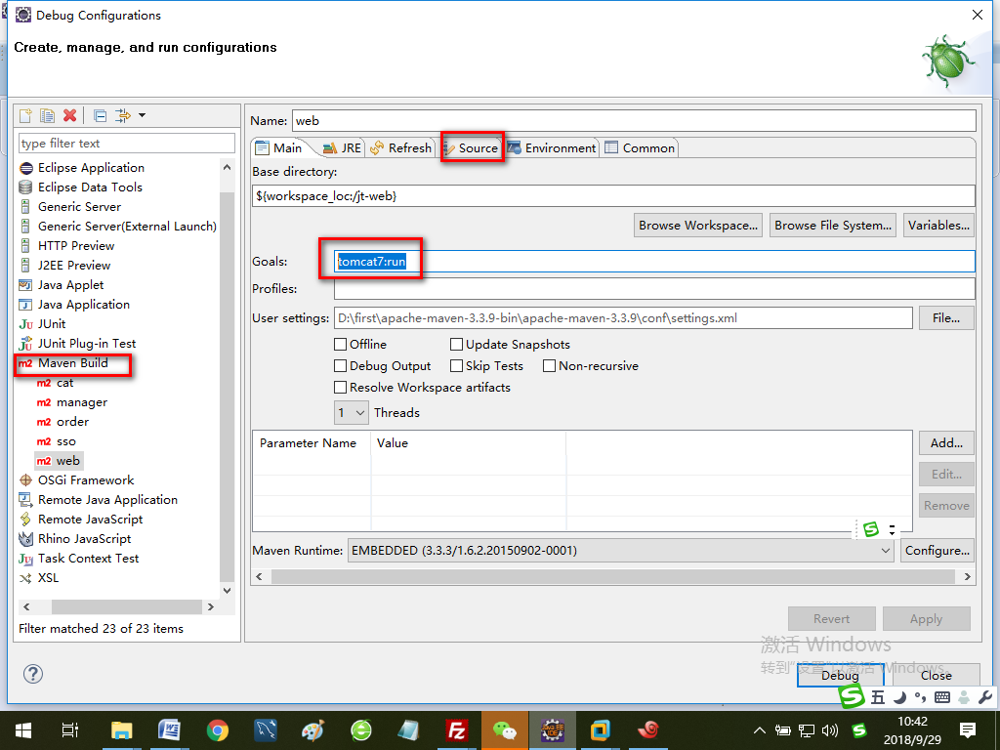 Debug Configurations
Create, manage, and run configurations
type filter text
Eclipse Application
Eclipse Data Tools
Generic Server
Generic Server(External Launch)
HTTP Preview
J2EE Preview
Java Applet
Java Application
Ju JUnit
JUnit Plug-in Test
m2 Maven Build
m2 cat
m2 manager
m2 order
m2 sso
m2 web
OSGi Framework
Remote Java Application
Remote JavaScript
Rhino JavaScript
Task Context Test
XSL
Filter matched 23 of 23 items
Name: web
Main JRE Refresh Source Environment Common
Base directory:
${workspace_loc:/jt-web}
Browse Workspace... Browse File System... Variables...
Goals: tomcat7:run
Profiles:
User settings: D:\first\apache-maven-3.3.9-bin\apache-maven-3.3.9\conf\settings.xml File...
Offline Update Snapshots
Debug Output Skip Tests Non-recursive
Resolve Workspace artifacts
1 Threads
Parameter Name Value
Add...
Edit...
Remove
Maven Runtime: EMBEDDED (3.3.3/1.6.2.20150902-0001) Configure...
Revert Apply
激活 Windows
转到"设置"以激活 Windows。
Debug Close
五
10:42
2018/9/29